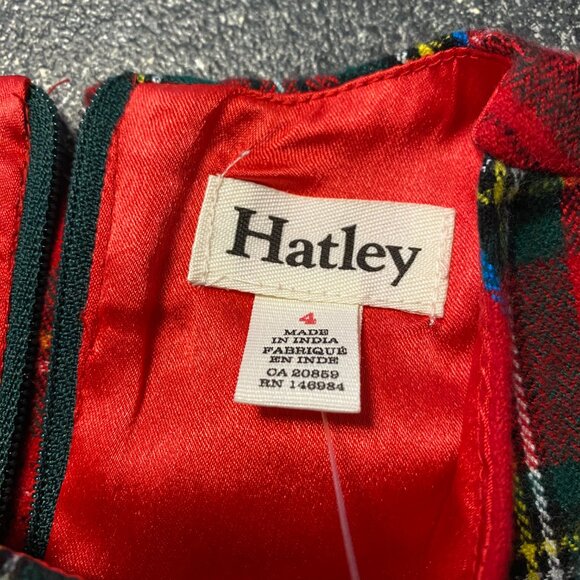 Hatley
4
MADE
IN INDIA
FABRIQUÉ
EN INDE
CA 20859
RN 146984